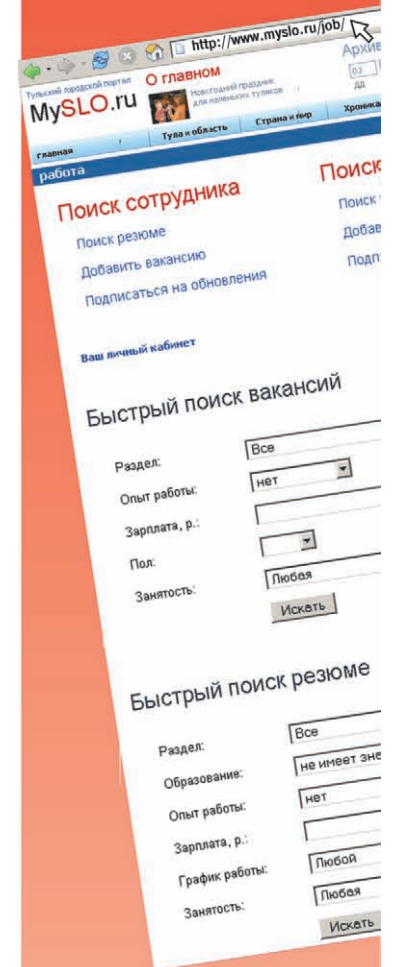 http://www.myslo.ru/job/
Тульский городской портал
MySLO.ru
О главном
Новогодний праздник
для маленьких туляков
Архив
03
дд
главная
Тула и область
Страна и мир
Хроника
работа
Поиск сотрудника
Поиск резюме
Добавить вакансию
Подписаться на обновления
Поиск
Поиск
Добав
Подп
Ваш личный кабинет
Быстрый поиск вакансий
Раздел: Все
Опыт работы: нет
Зарплата, р.:
Пол:
Занятость: Любая
Искать
Быстрый поиск резюме
Раздел: Все
Образование: не имеет зне
Опыт работы: нет
Зарплата, р.:
График работы: Любой
Занятость: Любая
Искать